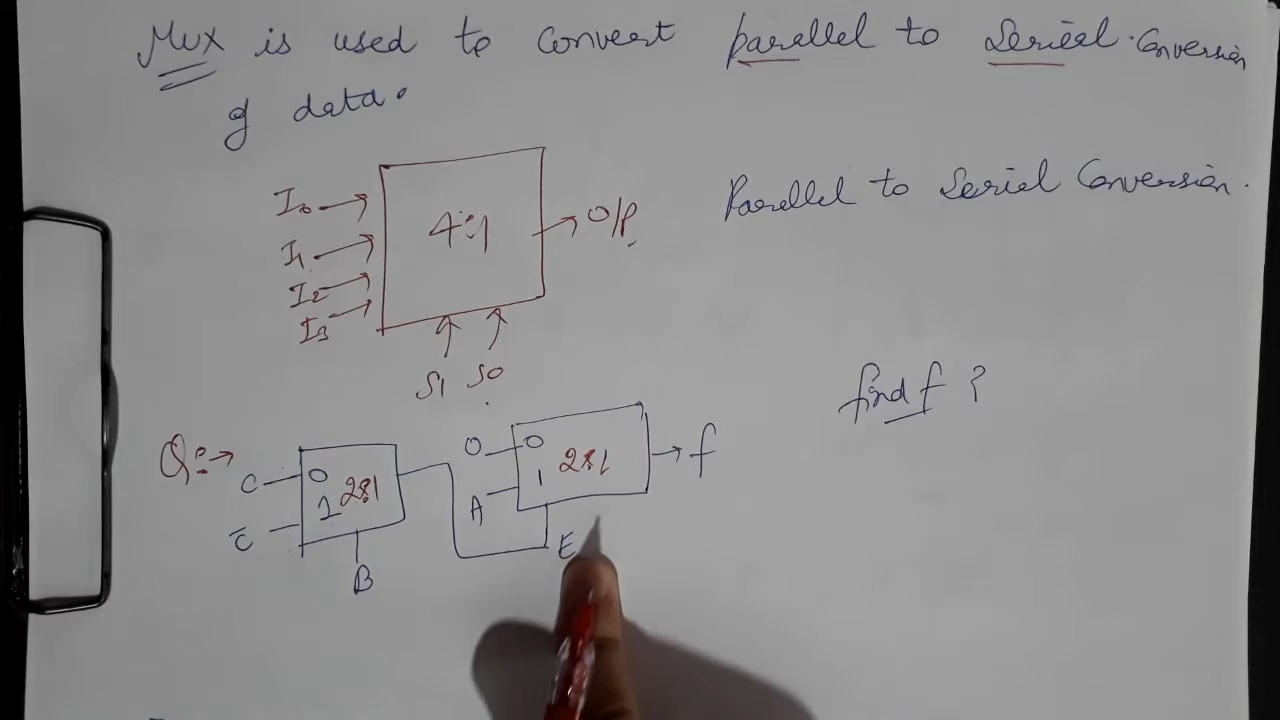 Mux is used to convert parallel to Serial Conversion
of data.
Parallel to Serial Conversion.
I0
I1
I2
I3
4:1
O/P
S1 S0
find f ?
Q:→
C
0
1
2:1
C̅
B
0
0
1
2:1
A
E
f